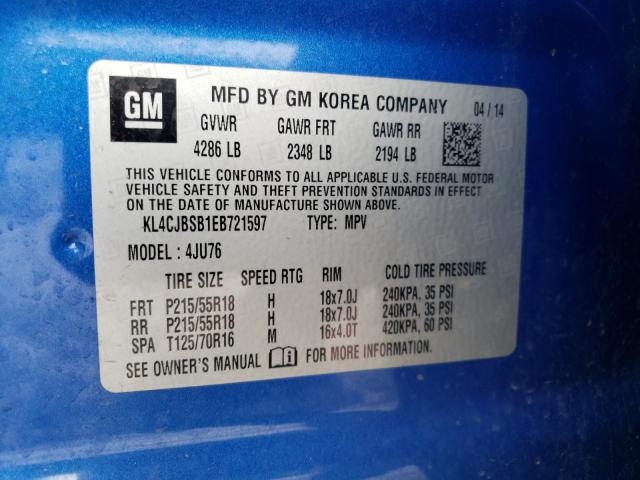 GM MFD BY GM KOREA COMPANY 04/14
GVWR GAWR FRT GAWR RR
4286 LB 2348 LB 2194 LB
THIS VEHICLE CONFORMS TO ALL APPLICABLE U.S. FEDERAL MOTOR
VEHICLE SAFETY AND THEFT PREVENTION STANDARDS IN EFFECT
ON THE DATE OF MANUFACTURE SHOWN ABOVE.
KL4CJBSB1EB721597 TYPE: MPV
MODEL: 4JU76
TIRE SIZE SPEED RTG RIM COLD TIRE PRESSURE
FRT P215/55R18 H 18x7.0J 240KPA, 35 PSI
RR P215/55R18 H 18x7.0J 240KPA, 35 PSI
SPA T125/70R16 M 16x4.0T 420KPA, 60 PSI
SEE OWNER'S MANUAL FOR MORE INFORMATION.